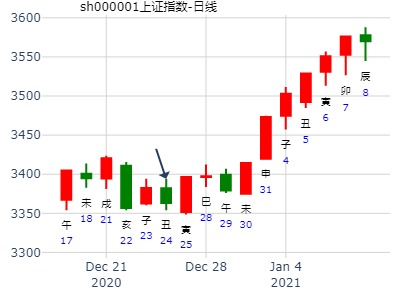 sh000001上证指数-日线
3600
3550
3500
3450
3400
3350
3300
午
17
未
18
戌
21
亥
22
子
23
丑
24
寅
25
巳
28
午
29
未
30
申
31
子
4
丑
5
寅
6
卯
7
辰
8
Dec 21
2020
Dec 28
Jan 4
2021